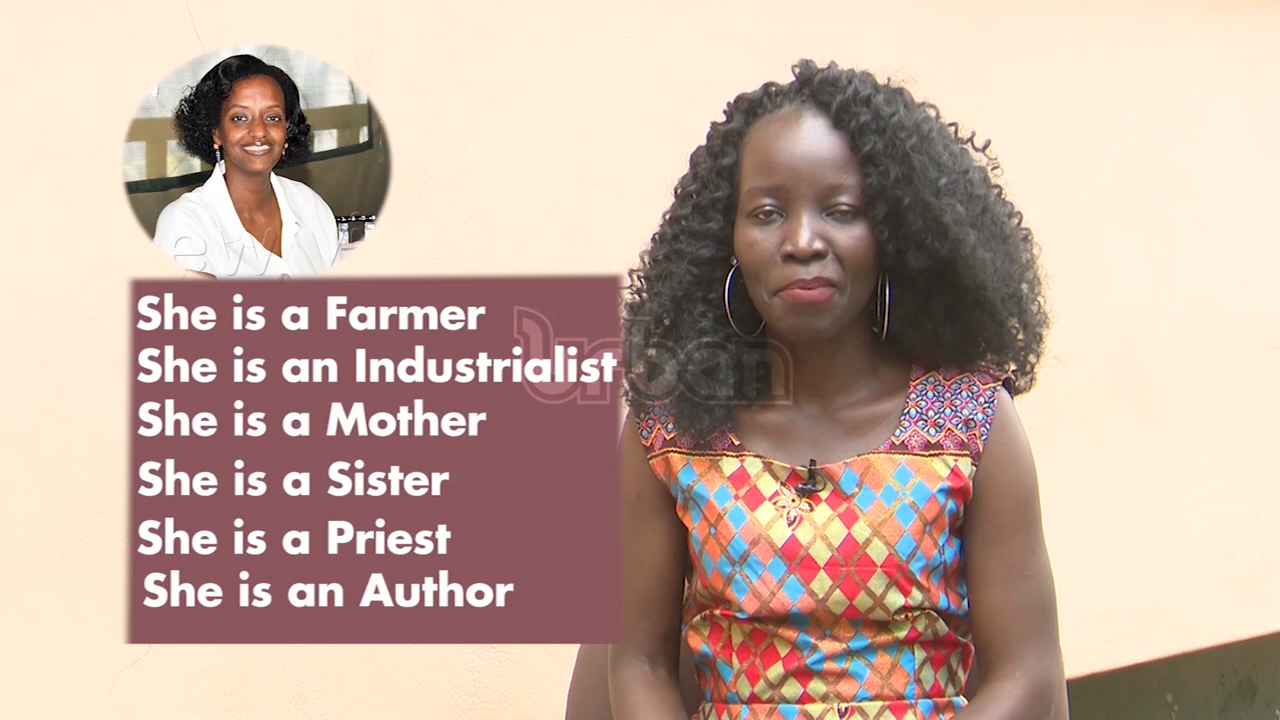 She is a Farmer
She is an Industrialist
She is a Mother
She is a Sister
She is a Priest
She is an Author
urban